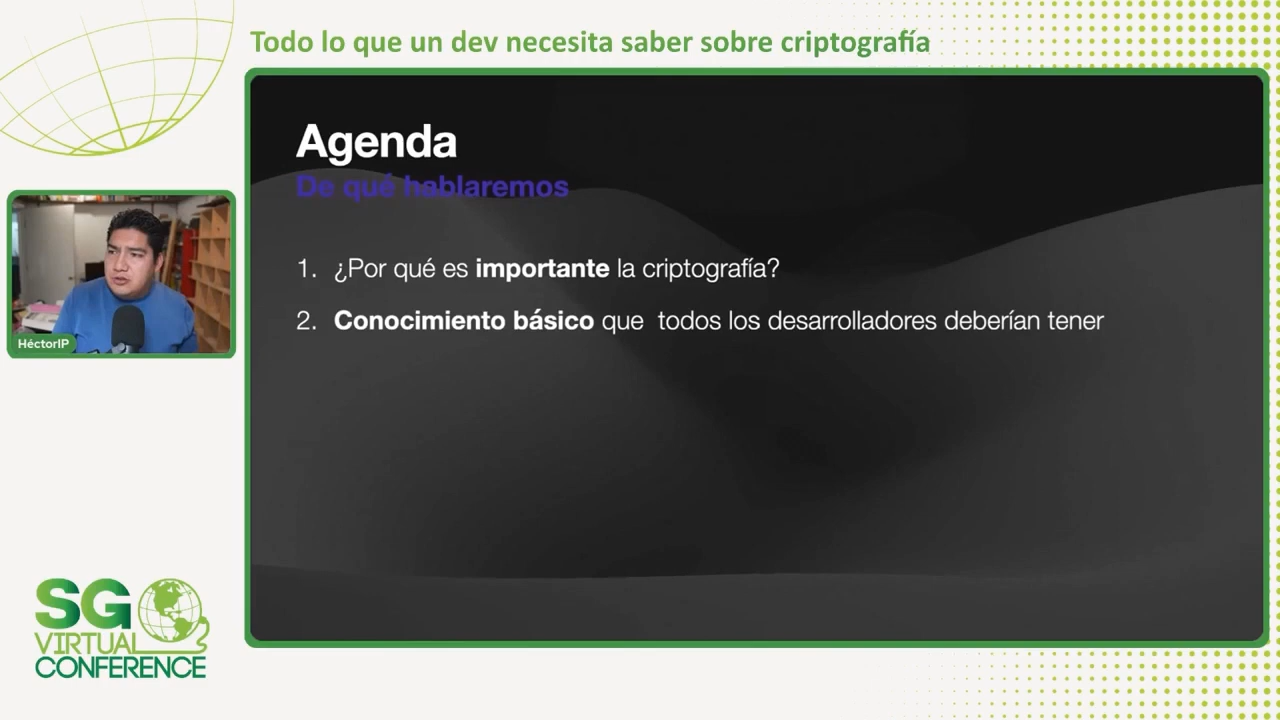 Todo lo que un dev necesita saber sobre criptografía
Agenda
De qué hablaremos
1. ¿Por qué es importante la criptografía?
2. Conocimiento básico que todos los desarrolladores deberían tener
HéctorIP
SG
VIRTUAL
CONFERENCE